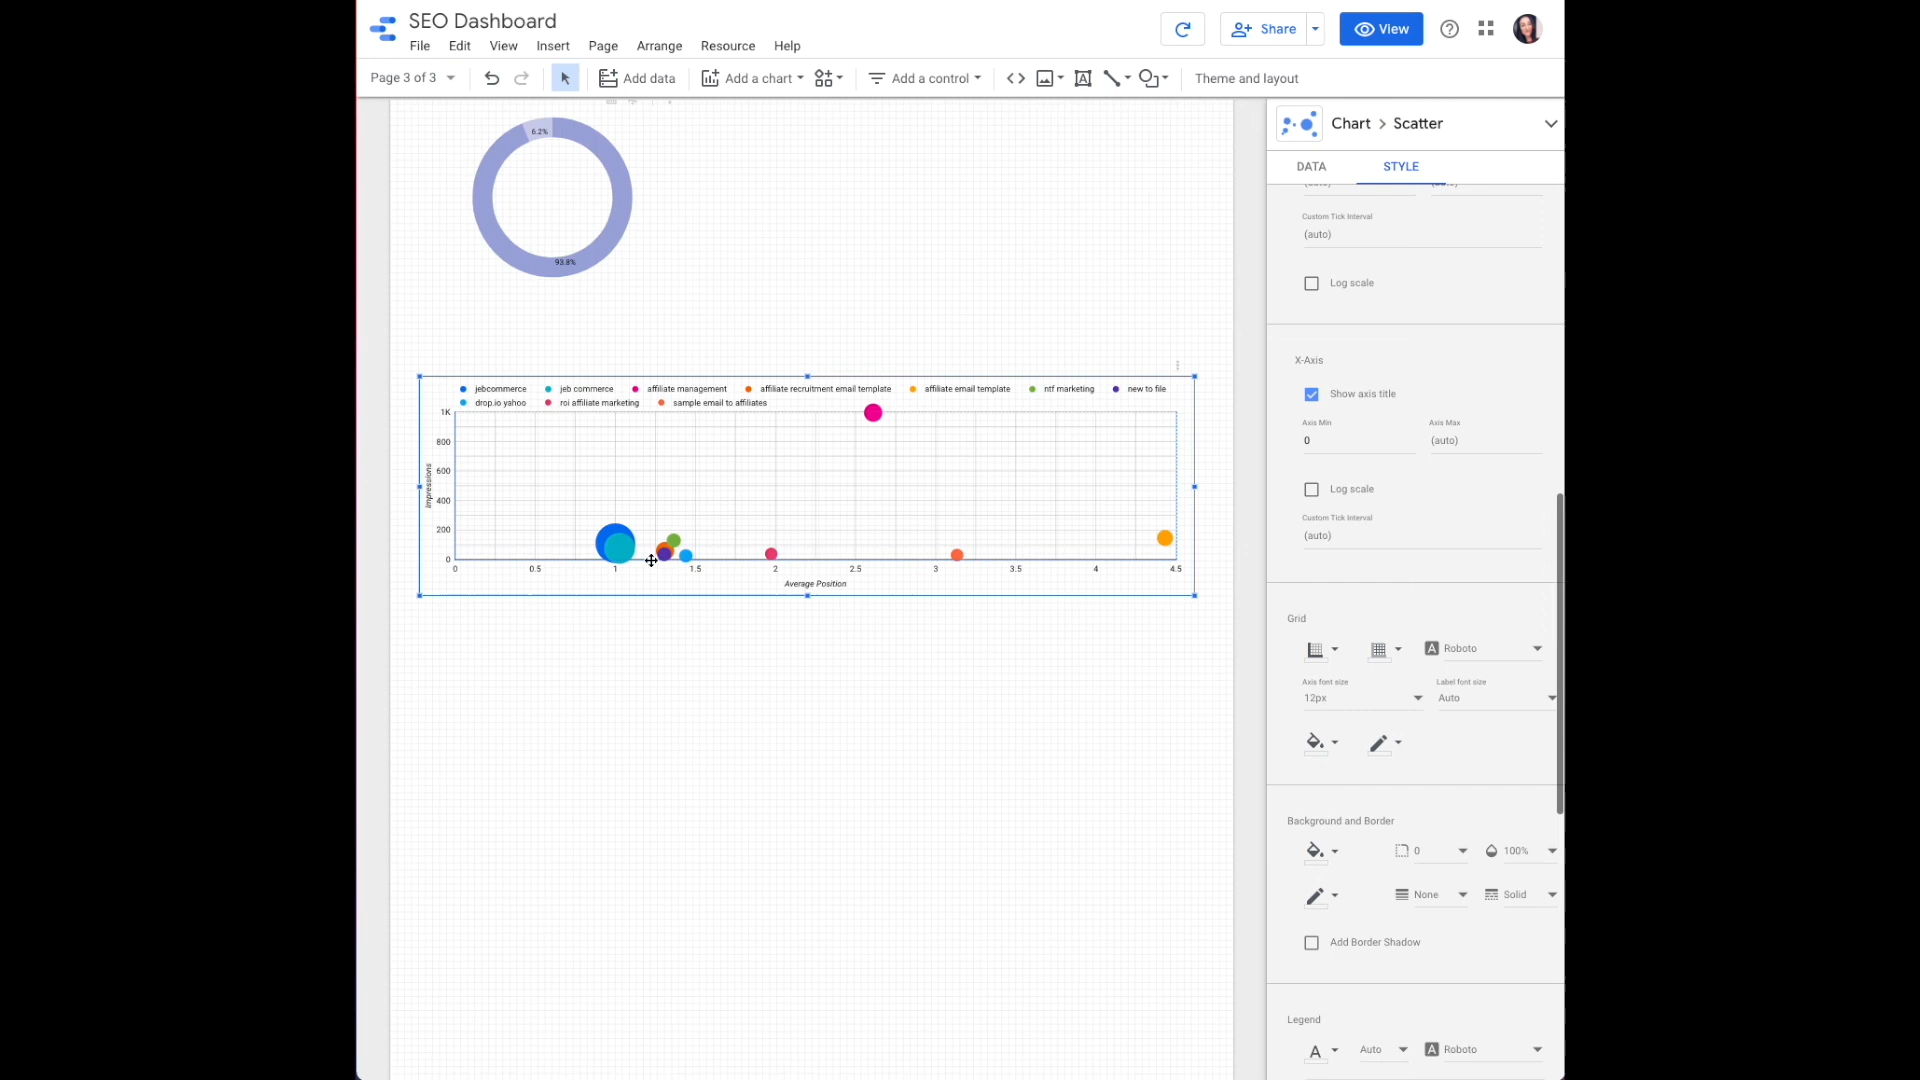 SEO Dashboard
File Edit View Insert Page Arrange Resource Help
Share View
Page 3 of 3 Add data Add a chart Add a control Theme and layout
Chart > Scatter
DATA STYLE
6.2%
93.8%
Custom Tick Interval
(auto)
Log scale
X-Axis
Show axis title
Axis Min Axis Max
0 (auto)
Log scale
Custom Tick Interval
(auto)
jebcommerce jeb commerce affiliate management affiliate recruitment email template affiliate email template ntf marketing new to file
drop.io yahoo roi affiliate marketing sample email to affiliates
1K
800
600
400
200
0
Impressions
0 0.5 1 1.5 2 2.5 3 3.5 4 4.5
Average Position
Grid
Roboto
Axis font size Label font size
12px Auto
Background and Border
0 100%
None Solid
Add Border Shadow
Legend
Auto Roboto